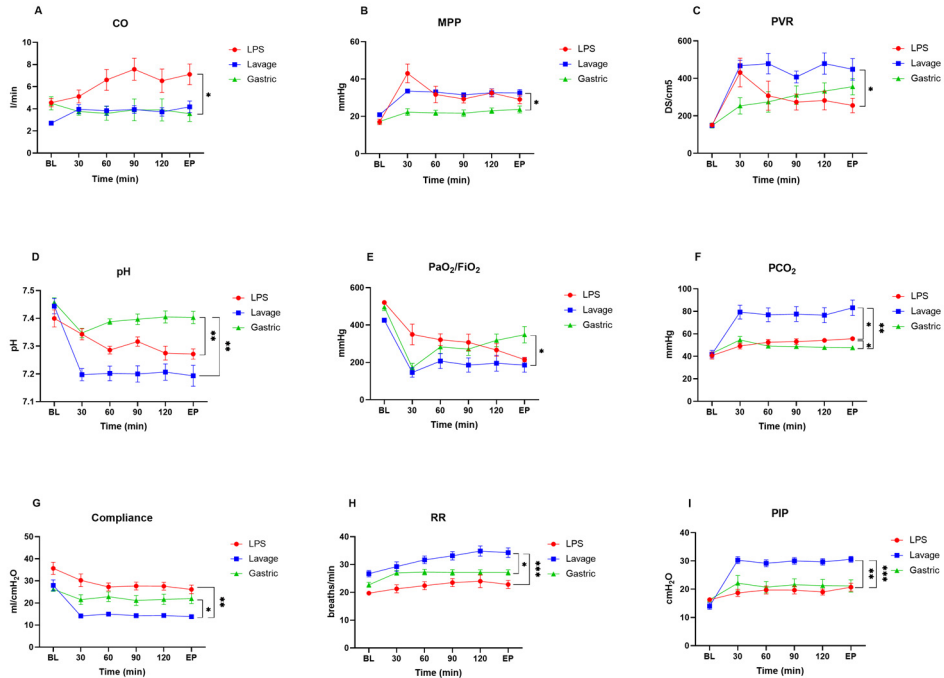 A
CO
l/min
10
8
6
4
2
0
BL 30 60 90 120 EP
Time (min)
LPS
Lavage
Gastric
*
B
MPP
mmHg
60
40
20
0
BL 30 60 90 120 EP
Time (min)
LPS
Lavage
Gastric
*
C
PVR
DS/cm5
600
400
200
0
BL 30 60 90 120 EP
Time (min)
LPS
Lavage
Gastric
*
D
pH
pH
7.5
7.4
7.3
7.2
7.1
BL 30 60 90 120 EP
Time (min)
LPS
Lavage
Gastric
**
**
E
PaO₂/FiO₂
mmHg
600
400
200
0
BL 30 60 90 120 EP
Time (min)
LPS
Lavage
Gastric
*
F
PCO₂
mmHg
100
80
60
40
20
0
BL 30 60 90 120 EP
Time (min)
LPS
Lavage
Gastric
*
*
**
G
Compliance
ml/cmH₂O
50
40
30
20
10
0
BL 30 60 90 120 EP
Time (min)
LPS
Lavage
Gastric
*
**
H
RR
breaths/min
40
30
20
10
0
BL 30 60 90 120 EP
Time (min)
LPS
Lavage
Gastric
*
***
I
PIP
cmH₂O
40
30
20
10
0
BL 30 60 90 120 EP
Time (min)
LPS
Lavage
Gastric
**
***